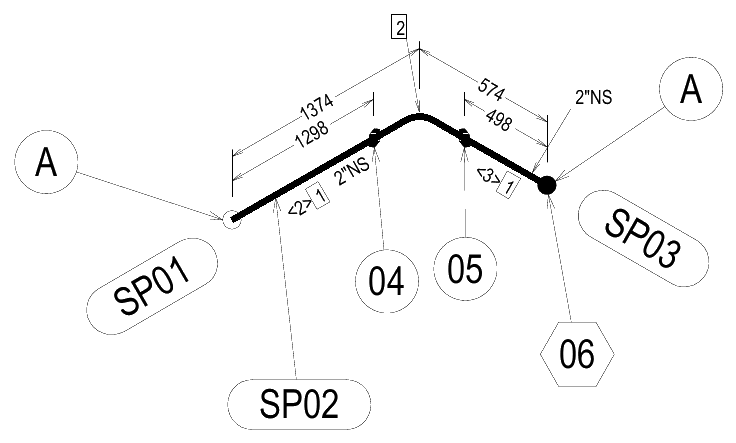 2
1374
574
1298
498
2"NS
A
A
<2> 1
2"NS
<3> 1
SP01
SP03
04
05
06
SP02